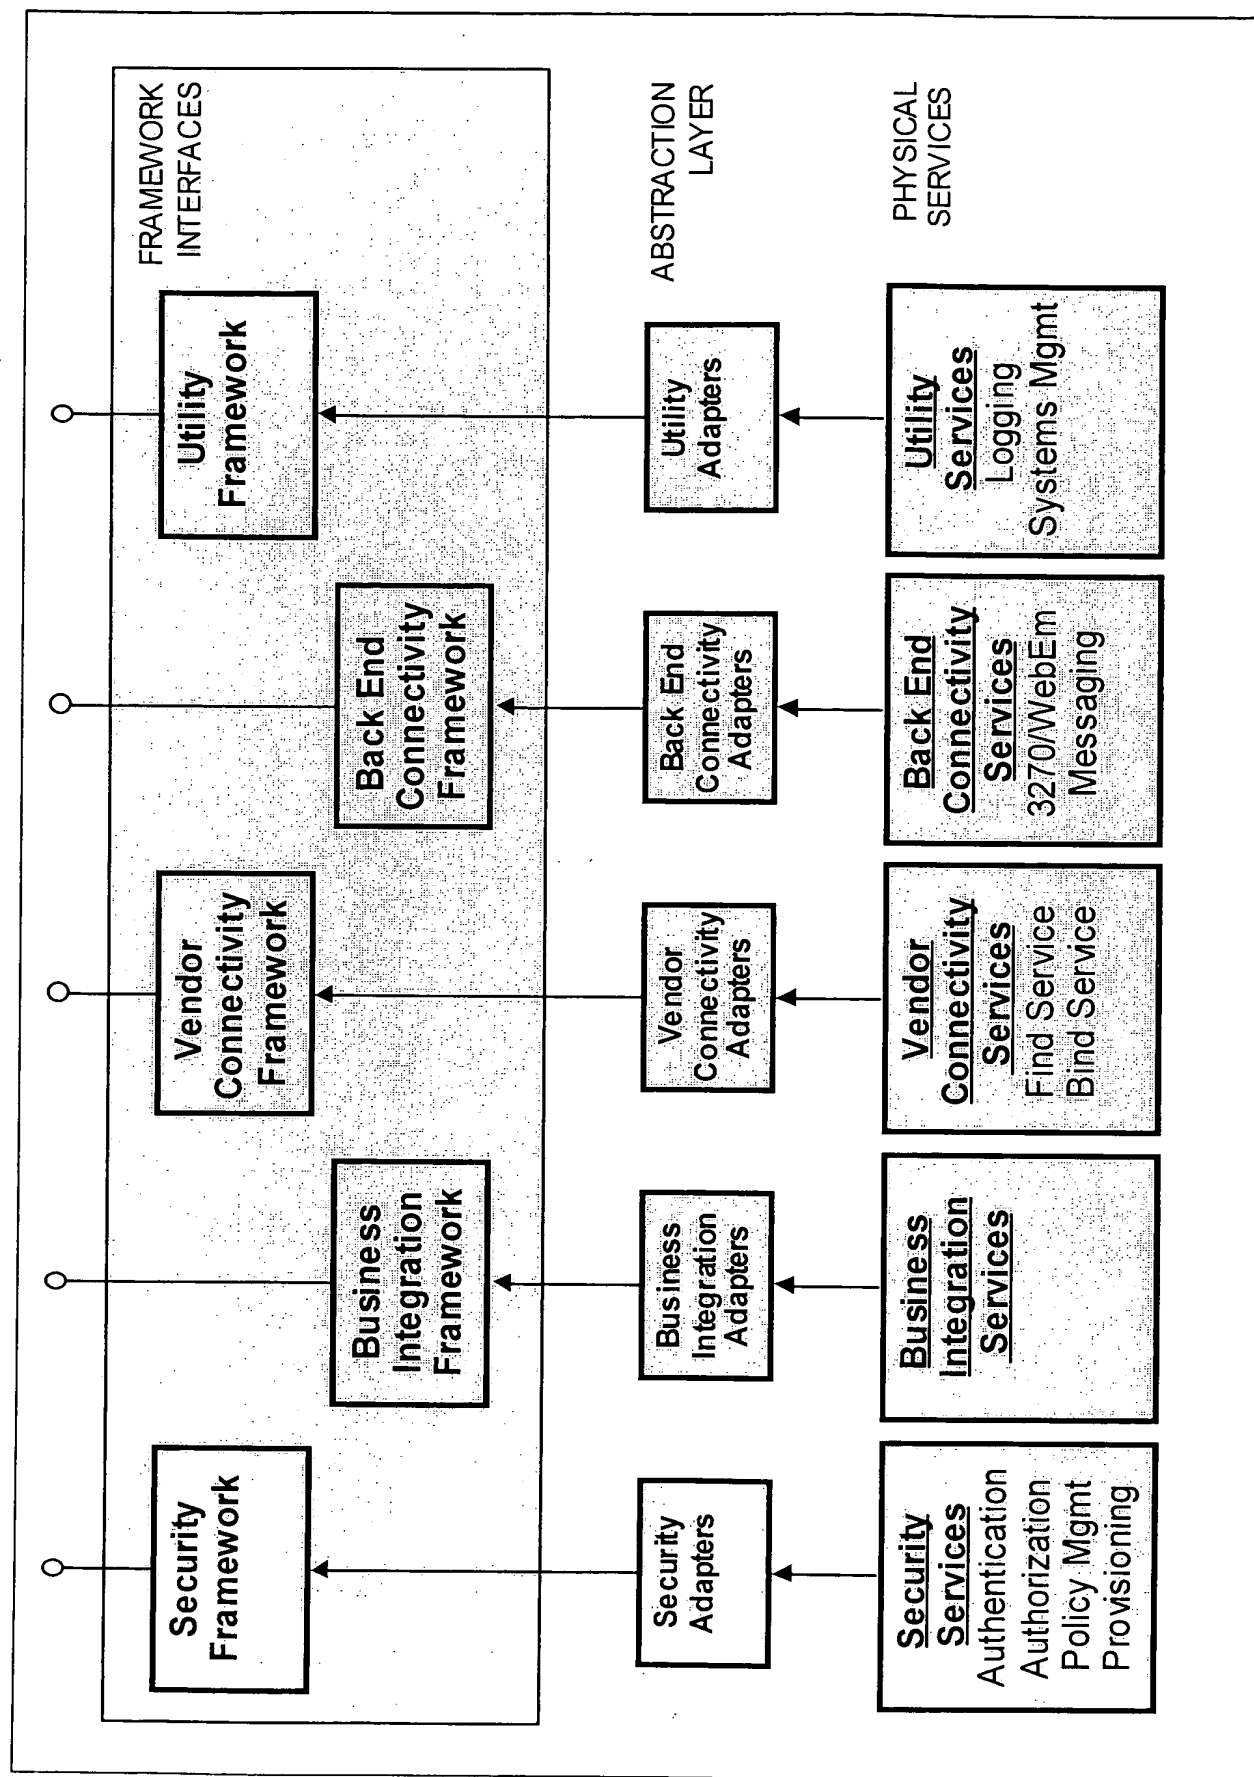 Security
Framework
Business
Integration
Framework
Vendor
Connectivity
Framework
Back End
Connectivity
Framework
Utility
Framework
FRAMEWORK
INTERFACES
Security
Adapters
Business
Integration
Adapters
Vendor
Connectivity
Adapters
Back End
Connectivity
Adapters
Utility
Adapters
ABSTRACTION
LAYER
Security
Services
Authentication
Authorization
Policy Mgmt
Provisioning
Business
Integration
Services
Vendor
Connectivity
Services
Find Service
Bind Service
Back End
Connectivity
Services
3270/WebEm
Messaging
Utility
Services
Logging
Systems Mgmt
PHYSICAL
SERVICES